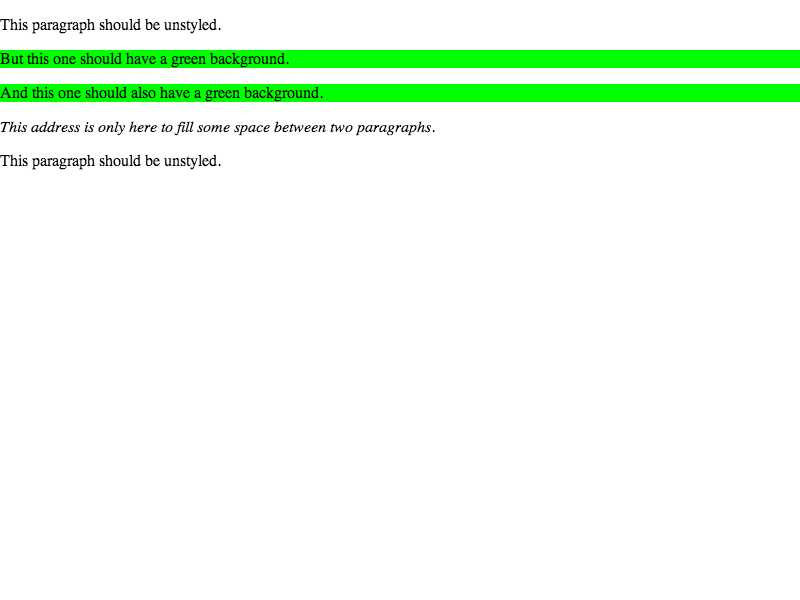 This paragraph should be unstyled.
But this one should have a green background.
And this one should also have a green background.
This address is only here to fill some space between two paragraphs.
This paragraph should be unstyled.